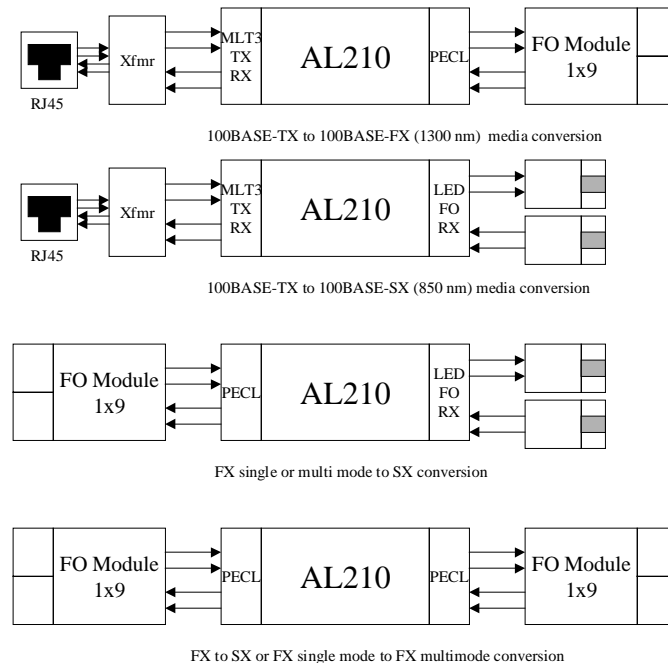 RJ45
Xfmr
MLT3
TX
RX
AL210
PECL
FO Module
1x9
100BASE-TX to 100BASE-FX (1300 nm) media conversion
RJ45
Xfmr
MLT3
TX
RX
AL210
LED
FO
RX
100BASE-TX to 100BASE-SX (850 nm) media conversion
FO Module
1x9
PECL
AL210
LED
FO
RX
FX single or multi mode to SX conversion
FO Module
1x9
PECL
AL210
PECL
FO Module
1x9
FX to SX or FX single mode to FX multimode conversion